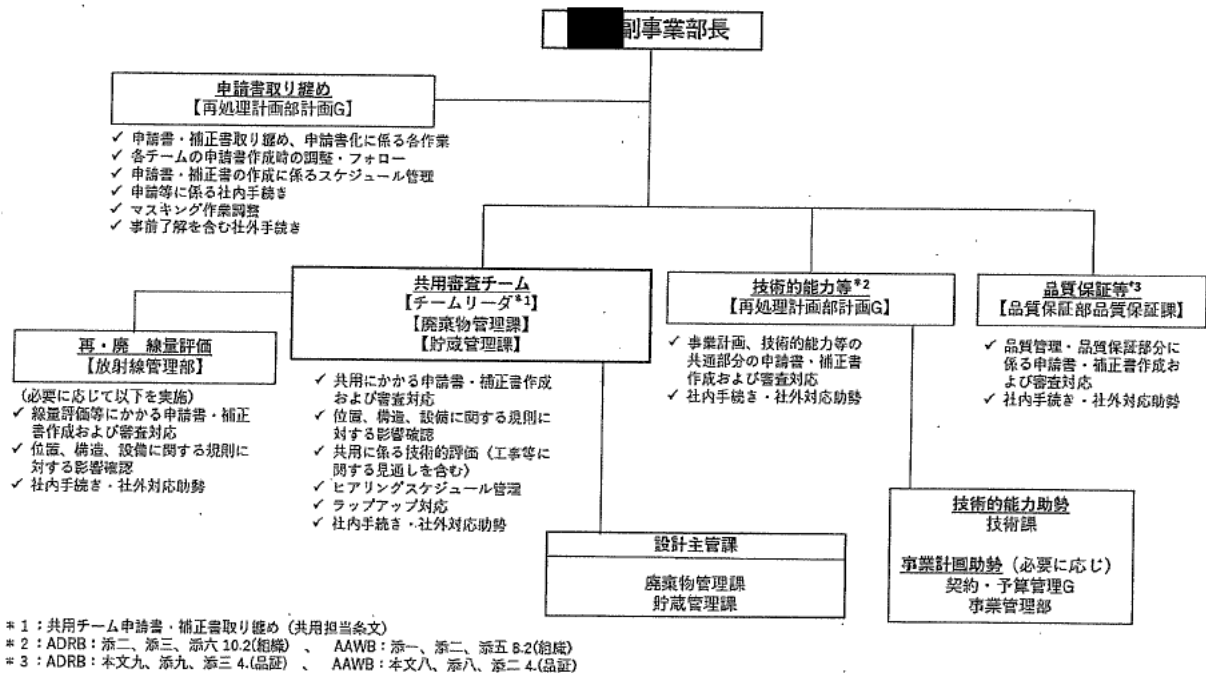 副事業部長
申請書取り纏め
【再処理計画部計画G】
✓ 申請書・補正書取り纏め、申請書化に係る各作業
✓ 各チームの申請書作成時の調整・フォロー
✓ 申請書・補正書の作成に係るスケジュール管理
✓ 申請等に係る社内手続き
✓ マスキング作業調整
✓ 事前了解を含む社外手続き
共用審査チーム
【チームリーダ*1】
【廃棄物管理課】
【貯蔵管理課】
✓ 共用にかかる申請書・補正書作成
および審査対応
✓ 位置、構造、設備に関する規則に
対する影響確認
✓ 共用に係る技術的評価（工事等に
関する見通しを含む）
✓ ヒアリングスケジュール管理
✓ ラップアップ対応
✓ 社内手続き・社外対応助勢
技術的能力等*2
【再処理計画部計画G】
✓ 事業計画、技術的能力等の
共通部分の申請書・補正書
作成および審査対応
✓ 社内手続き・社外対応助勢
品質保証等*3
【品質保証部品質保証課】
✓ 品質管理・品質保証部分に
係る申請書・補正書作成お
よび審査対応
✓ 社内手続き・社外対応助勢
再・廃 線量評価
【放射線管理部】
(必要に応じて以下を実施)
✓ 線量評価等にかかる申請書・補正
書作成および審査対応
✓ 位置、構造、設備に関する規則に
対する影響確認
✓ 社内手続き・社外対応助勢
設計主管課
廃棄物管理課
貯蔵管理課
技術的能力助勢
技術課
事業計画助勢（必要に応じ）
契約・予算管理G
事業管理部
*1：共用チーム申請書・補正書取り纏め（共用担当条文）
*2：ADRB：添二、添三、添六 10.2(組織) 、 AAWB：添一、添二、添五 8.2(組織)
*3：ADRB：本文九、添九、添三 4.(品証) 、 AAWB：本文八、添八、添二 4.(品証)